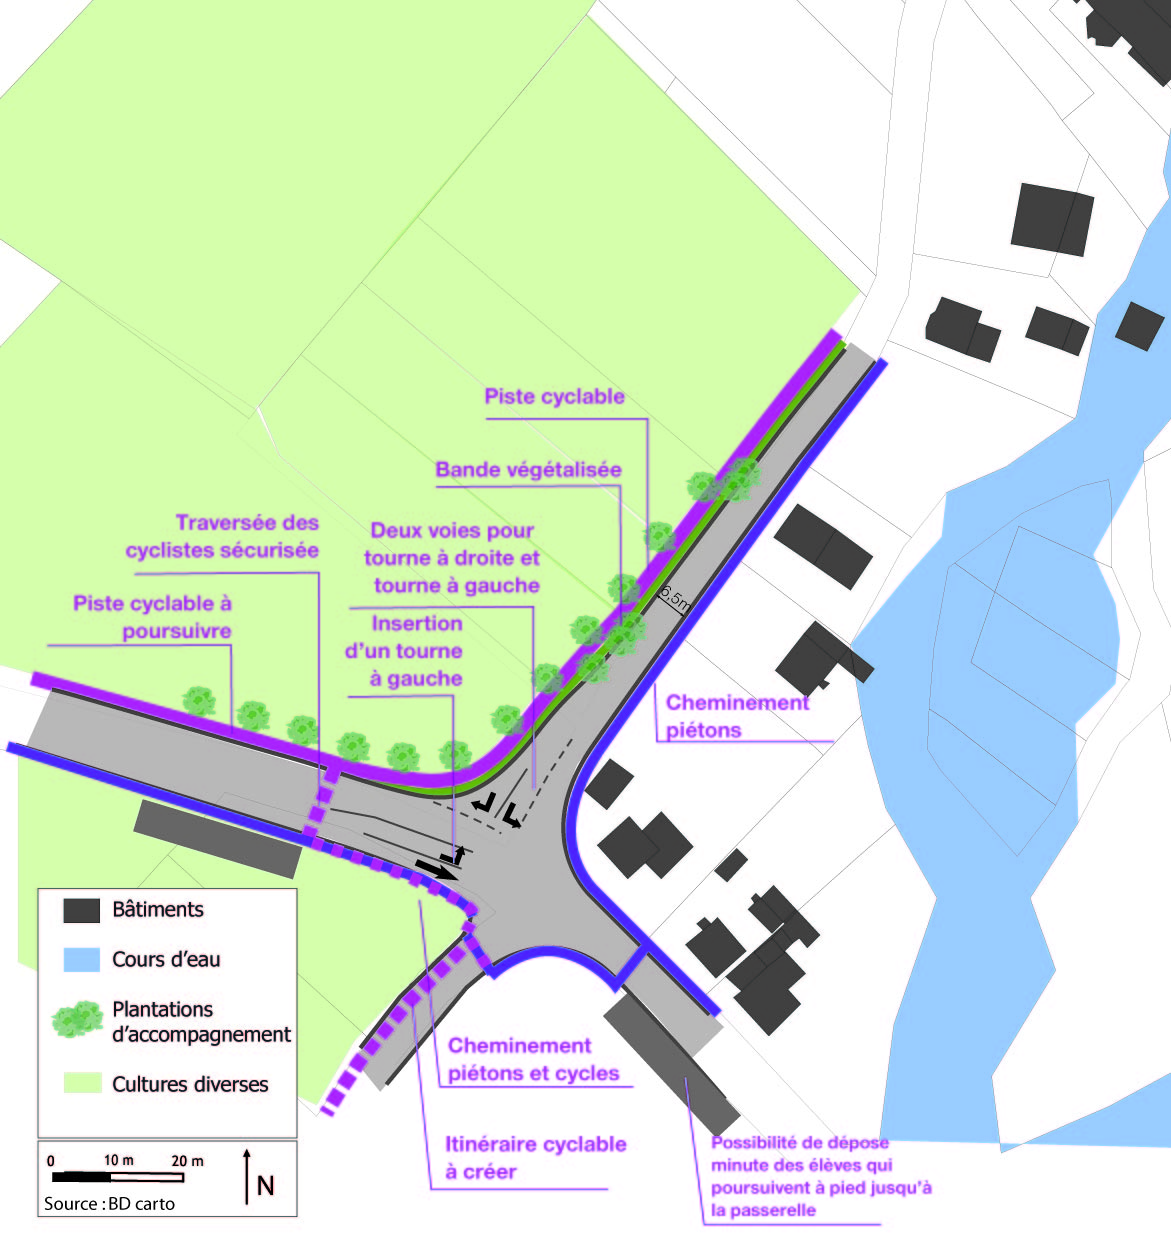 Piste cyclable
Bande végétalisée
Traversée des
cyclistes sécurisée
Deux voies pour
tourne à droite et
tourne à gauche
Piste cyclable à
poursuivre
Insertion
d'un tourne
à gauche
6,5m
Cheminement
piétons
Bâtiments
Cours d'eau
Plantations
d'accompagnement
Cultures diverses
0 10 m 20 m
N
Source : BD carto
Cheminement
piétons et cycles
Itinéraire cyclable
à créer
Possibilité de dépose
minute des élèves qui
poursuivent à pied jusqu'à
la passerelle